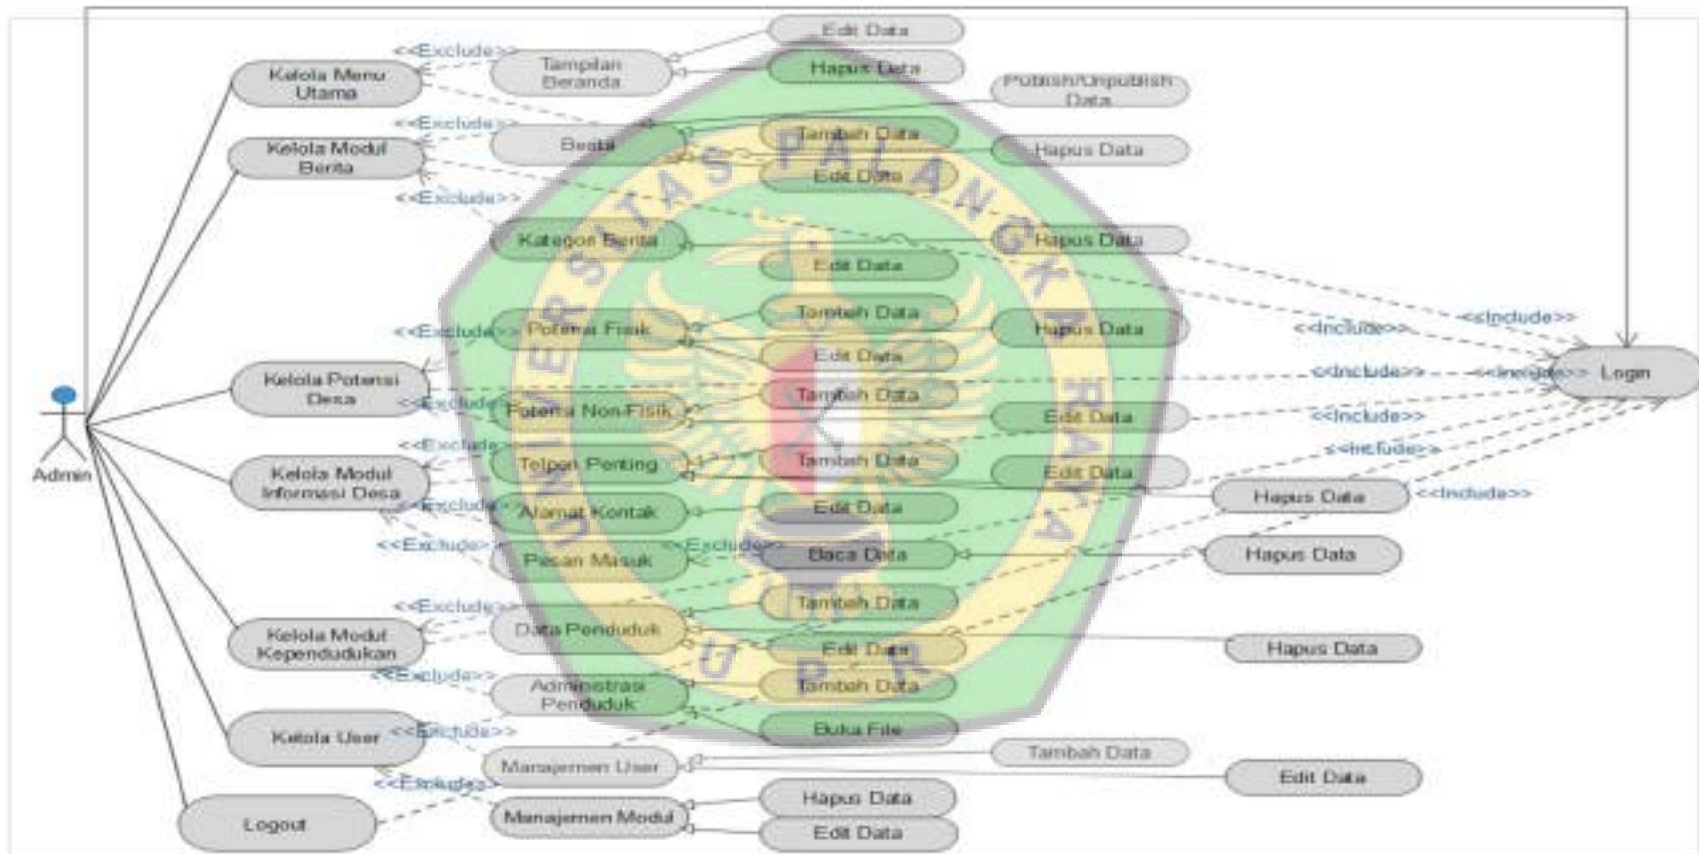 Edit Data
<<Exclude>>
Tampilan
Beranda
Kelola Menu
Utama
Hapus Data
Publish/Unpublish
Data
<<Exclude>>
Berita
Tambah Data
Hapus Data
Kelola Modul
Berita
Edit Data
<<Exclude>>
Kategori Berita
Hapus Data
Edit Data
Tambah Data
<<Exclude>>
Potensi Fisik
Hapus Data
<<Include>>
<<Include>>
Edit Data
Kelola Potensi
Desa
<<Include>>
<<Include>>
Login
Tambah Data
<<Exclude>>
Potensi Non-Fisik
Edit Data
<<Include>>
<<Exclude>>
<<Include>>
Admin
Kelola Modul
Informasi Desa
Telpon Penting
Tambah Data
Edit Data
Hapus Data
<<Include>>
<<Exclude>>
Alamat Kontak
Edit Data
<<Exclude>>
Pesan Masuk
<<Exclude>>
Baca Data
Hapus Data
<<Exclude>>
Tambah Data
Kelola Modul
Kependudukan
Data Penduduk
Edit Data
Hapus Data
<<Exclude>>
Administrasi
Penduduk
Tambah Data
Kelola User
<<Exclude>>
Buka File
Manajemen User
Tambah Data
Edit Data
<<Exclude>>
Logout
Manajemen Modul
Hapus Data
Edit Data
UNIVERSITAS PALANGKA RAYA
UPR